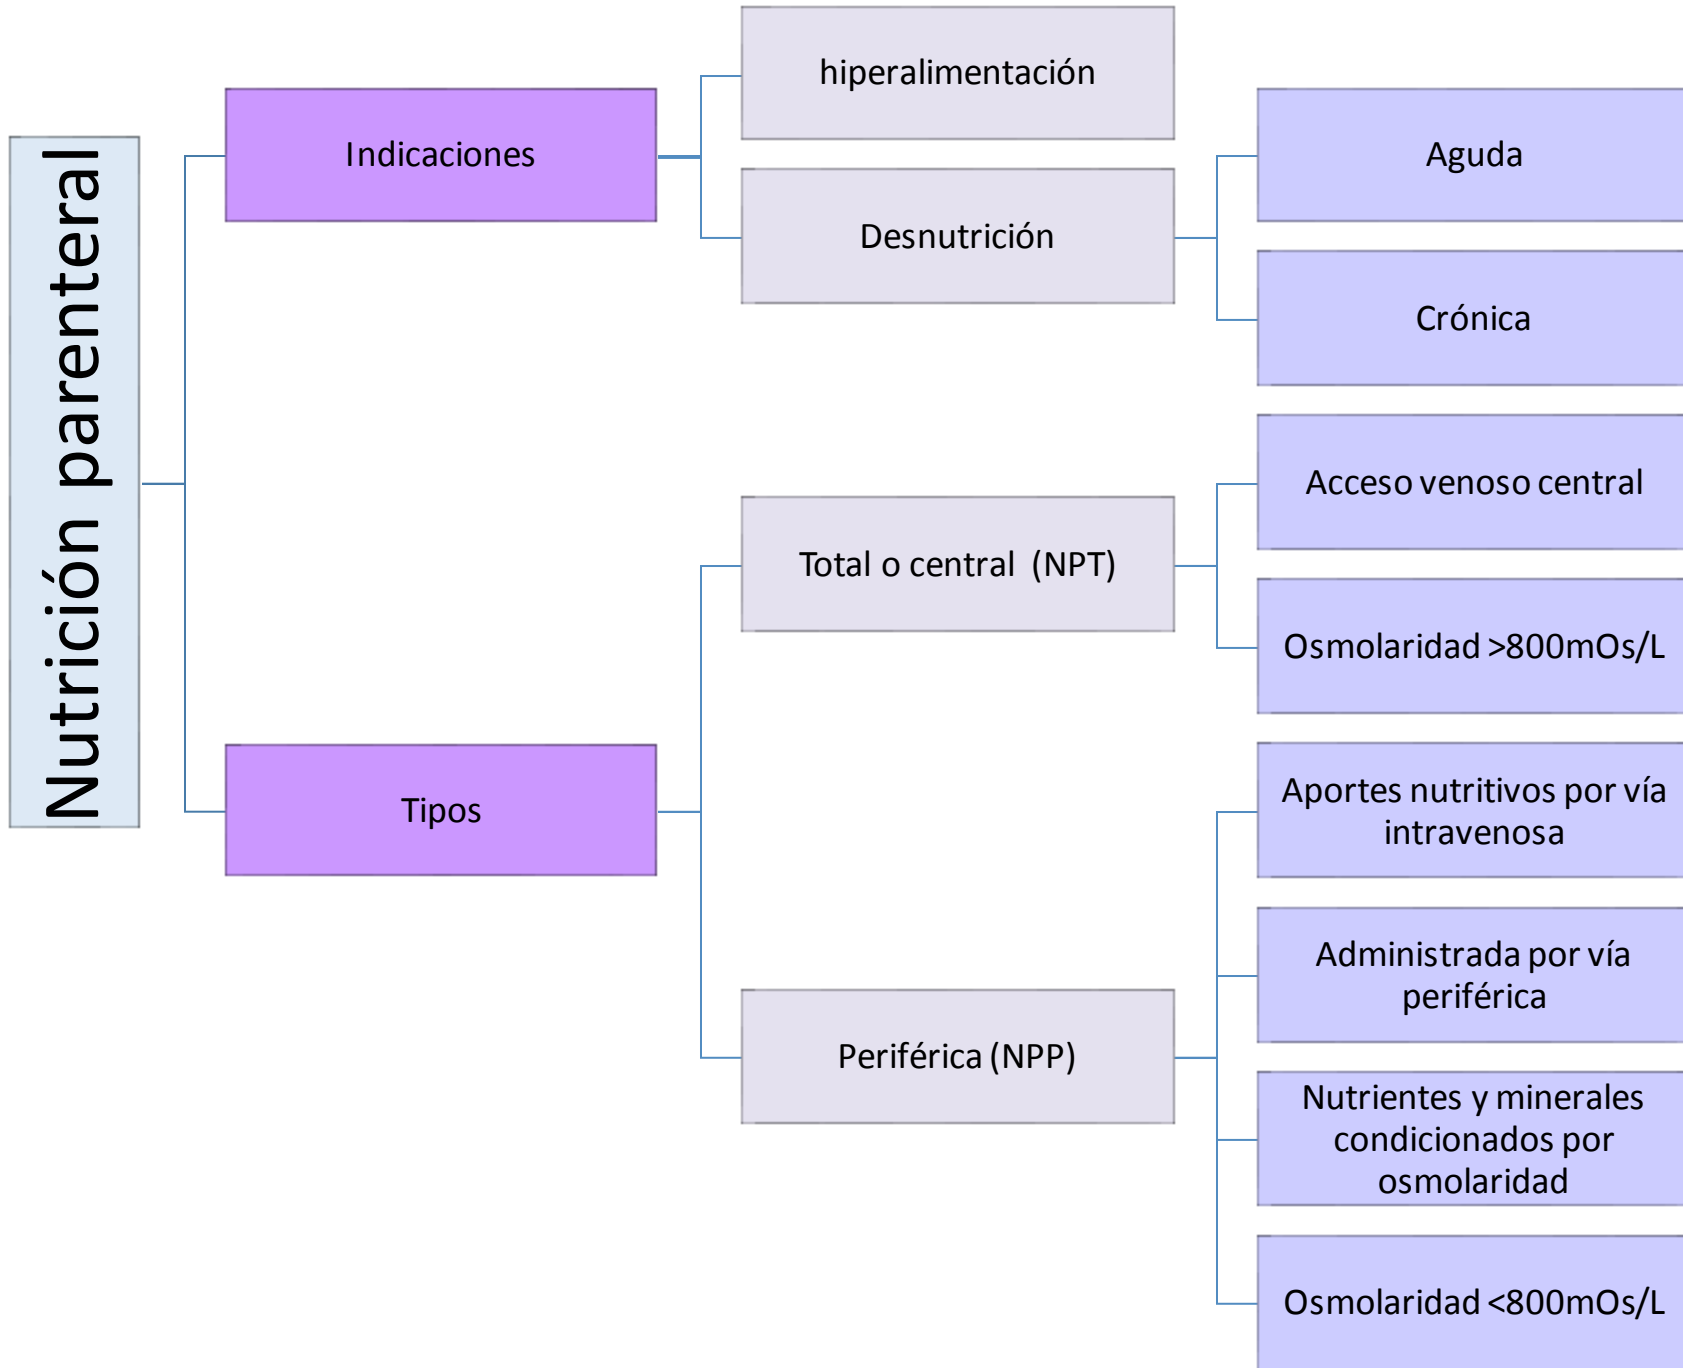 Nutrición parenteral
Indicaciones
hiperalimentación
Desnutrición
Aguda
Crónica
Tipos
Total o central (NPT)
Acceso venoso central
Osmolaridad >800mOs/L
Periférica (NPP)
Aportes nutritivos por vía
intravenosa
Administrada por vía
periférica
Nutrientes y minerales
condicionados por
osmolaridad
Osmolaridad <800mOs/L